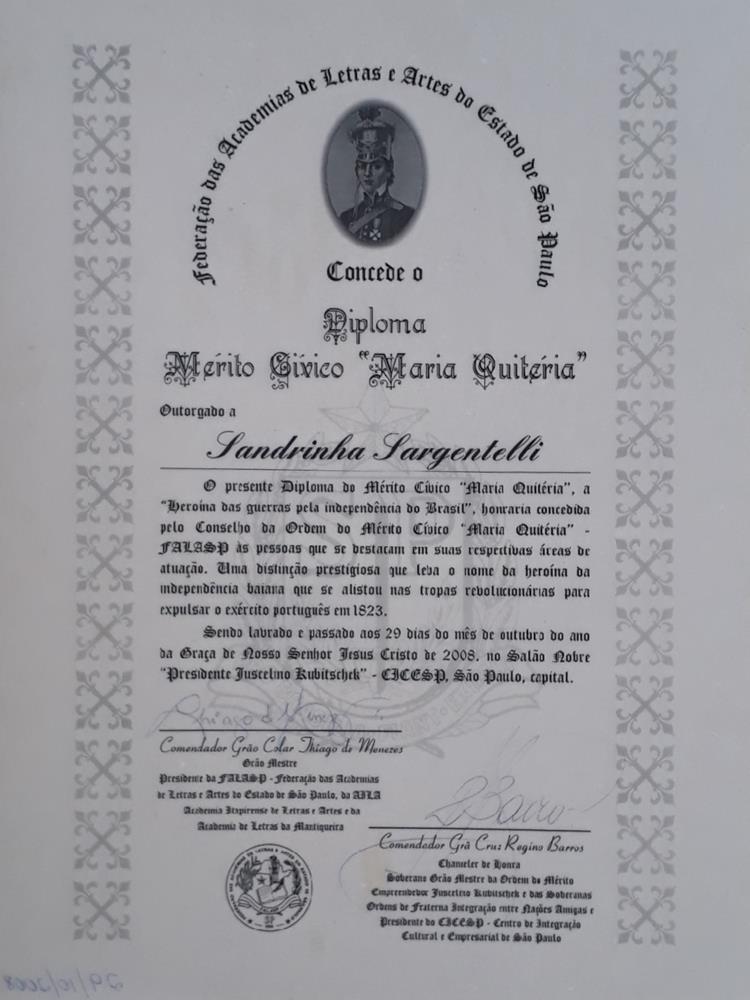 Federação das Academias de Letras e Artes do Estado de São Paulo
Concede o
Diploma
Mérito Cívico "Maria Quitéria"
Outorgado a
Sandrinha Sargentelli
O presente Diploma do Mérito Cívico "Maria Quitéria", a
"Heroína das guerras pela independência do Brasil", honraria concedida
pelo Conselho da Ordem do Mérito Cívico "Maria Quitéria" -
FALASP às pessoas que se destacam em suas respectivas áreas de
atuação. Uma distinção prestigiosa que leva o nome da heroína da
independência baiana que se alistou nas tropas revolucionárias para
expulsar o exército português em 1823.
Sendo lavrado e passado aos 29 dias do mês de outubro do ano
da Graça de Nosso Senhor Jesus Cristo de 2008, no Salão Nobre
"Presidente Juscelino Kubitschek" - CICESP, São Paulo, capital.
Thiago de Menezes
Comendador Grão Colar Thiago de Menezes
Grão Mestre
Presidente da FALASP - Federação das Academias
de Letras e Artes do Estado de São Paulo, da AILA
Academia Itapirense de Letras e Artes e da
Academia de Letras da Mantiqueira
RBarros
Comendador Grã Cruz Regino Barros
Chanceler de Honra
Soberano Grão Mestre da Ordem do Mérito
Empreendedor Juscelino Kubitschek e das Soberanas
Ordens de Fraterna Integração entre Nações Amigas e
Presidente do CICESP - Centro de Integração
Cultural e Empresarial de São Paulo
29/10/2008